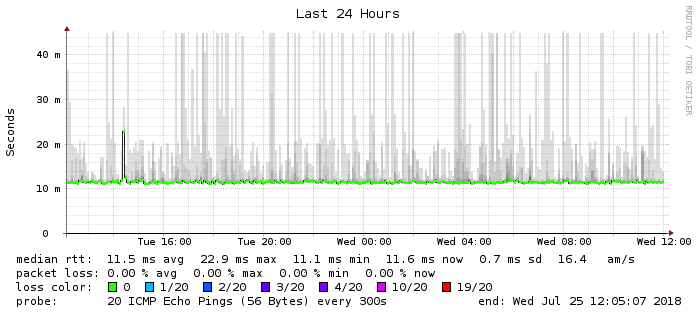 Last 24 Hours
RRDTOOL / TOBI OETIKER
Seconds
40 m
30 m
20 m
10 m
0
Tue 16:00 Tue 20:00 Wed 00:00 Wed 04:00 Wed 08:00 Wed 12:00
median rtt: 11.5 ms avg 22.9 ms max 11.1 ms min 11.6 ms now 0.7 ms sd 16.4 am/s
packet loss: 0.00 % avg 0.00 % max 0.00 % min 0.00 % now
loss color: 0 1/20 2/20 3/20 4/20 10/20 19/20
probe: 20 ICMP Echo Pings (56 Bytes) every 300s end: Wed Jul 25 12:05:07 2018